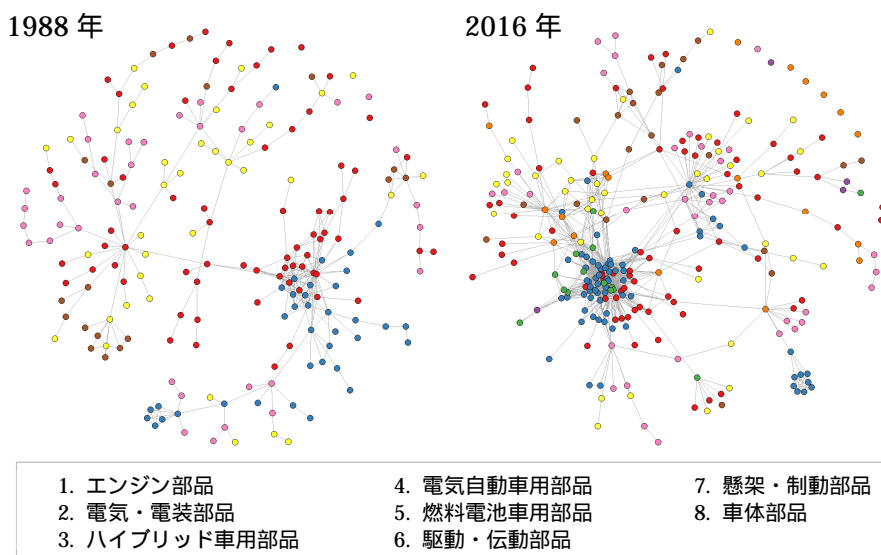 1988 年
2016 年
1. エンジン部品
2. 電気・電装部品
3. ハイブリッド車用部品
4. 電気自動車用部品
5. 燃料電池車用部品
6. 駆動・伝動部品
7. 懸架・制動部品
8. 車体部品